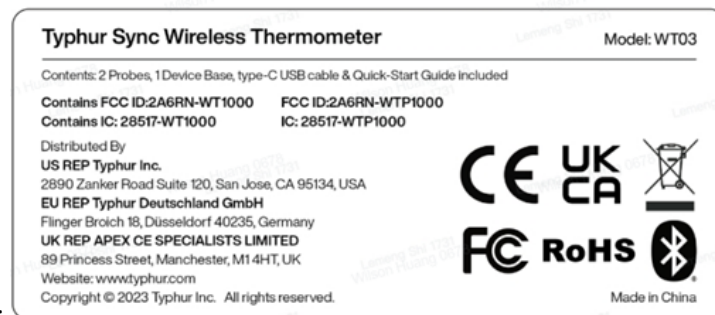 Typhur Sync Wireless Thermometer
Model: WT03
Contents: 2 Probes, 1 Device Base, type-C USB cable & Quick-Start Guide included
Contains FCC ID:2A6RN-WT1000 FCC ID:2A6RN-WTP1000
Contains IC: 28517-WT1000 IC: 28517-WTP1000
Distributed By
US REP Typhur Inc.
2890 Zanker Road Suite 120, San Jose, CA 95134, USA
EU REP Typhur Deutschland GmbH
Flinger Broich 18, Düsseldorf 40235, Germany
UK REP APEX CE SPECIALISTS LIMITED
89 Princess Street, Manchester, M1 4HT, UK
Website: www.typhur.com
Copyright © 2023 Typhur Inc. All rights reserved.
CE UK
CA
FC RoHS
Made in China